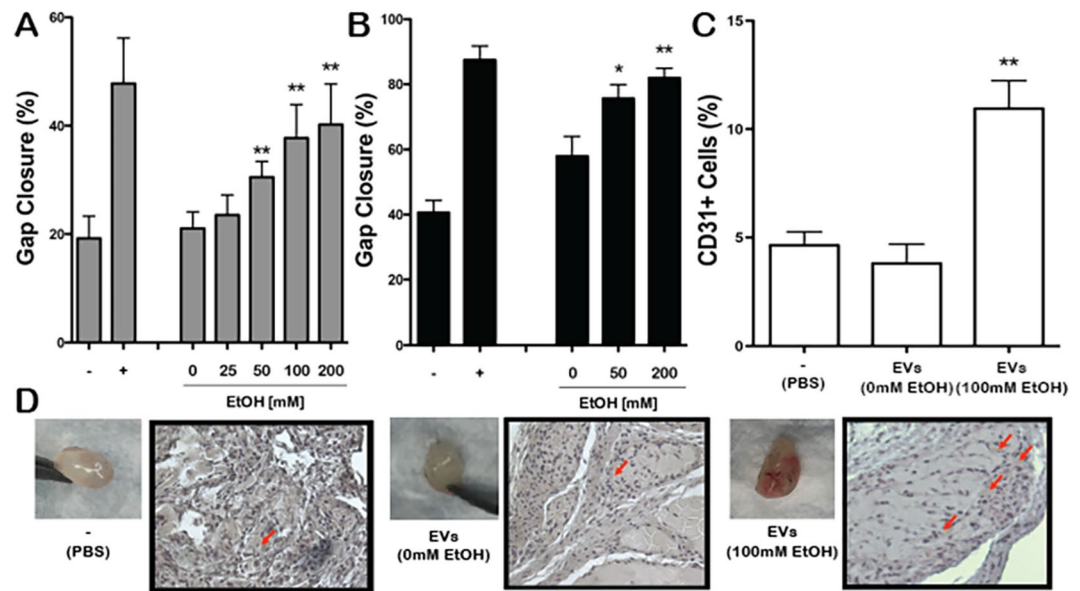 A
B
C
Gap Closure (%)
60
40
20
0
- + 0 25 50 100 200
** ** **
EtOH [mM]
Gap Closure (%)
100
80
60
40
20
0
- + 0 50 200
* **
EtOH [mM]
CD31+ Cells (%)
15
10
5
0
**
- EVs EVs
(PBS) (0mM EtOH) (100mM EtOH)
D
-
(PBS)
EVs
(0mM EtOH)
EVs
(100mM EtOH)